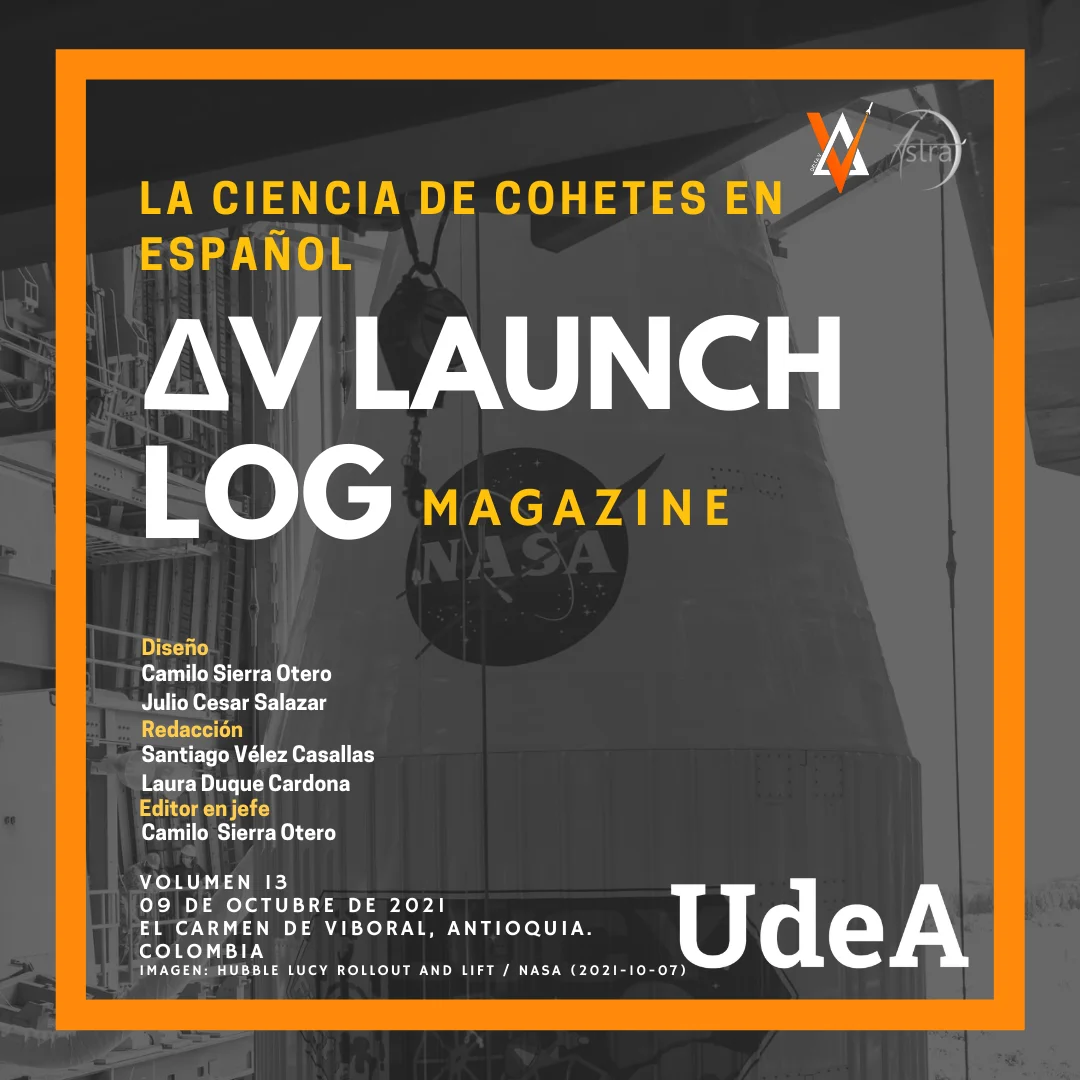 LA CIENCIA DE COHETES EN
ESPAÑOL
ΔV LAUNCH
LOG MAGAZINE
NASA
Diseño
Camilo Sierra Otero
Julio Cesar Salazar
Redacción
Santiago Vélez Casallas
Laura Duque Cardona
Editor en jefe
Camilo Sierra Otero
VOLUMEN 13
09 DE OCTUBRE DE 2021
EL CARMEN DE VIBORAL, ANTIOQUIA.
COLOMBIA
IMAGEN: HUBBLE LUCY ROLLOUT AND LIFT / NASA (2021-10-07)
UdeA
Astra